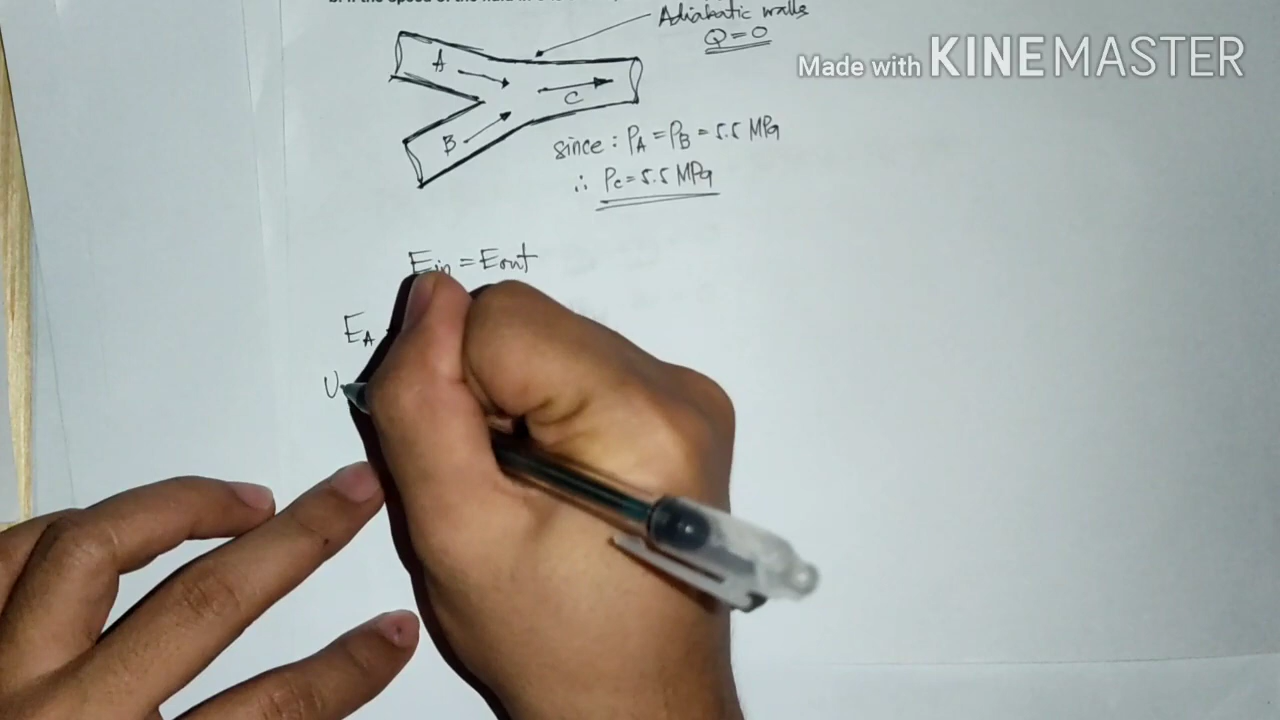 Adiabatic walls
Q=0
Made with KINEMASTER
A
C
B
since : PA = PB = 5.5 MPa
∴ Pc = 5.5 MPa
Ein = Eout
EA
U